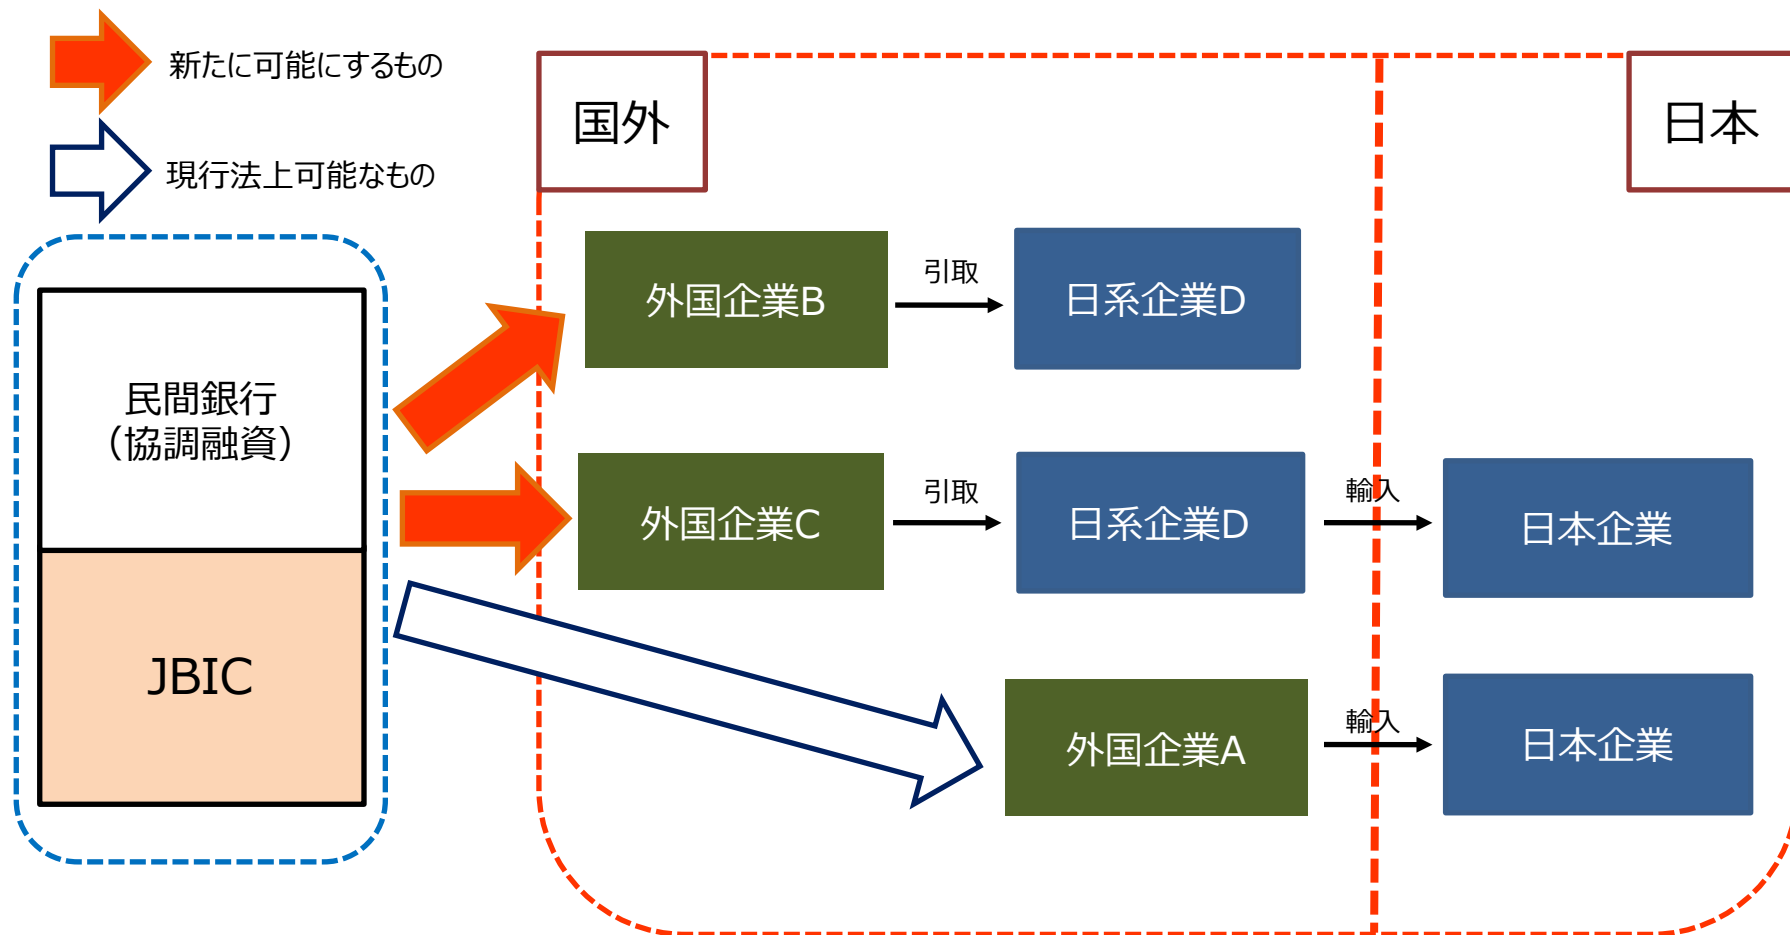 新たに可能にするもの
現行法上可能なもの
国外
日本
民間銀行
（協調融資）
JBIC
外国企業B
引取
日系企業D
外国企業C
引取
日系企業D
輸入
日本企業
外国企業A
輸入
日本企業